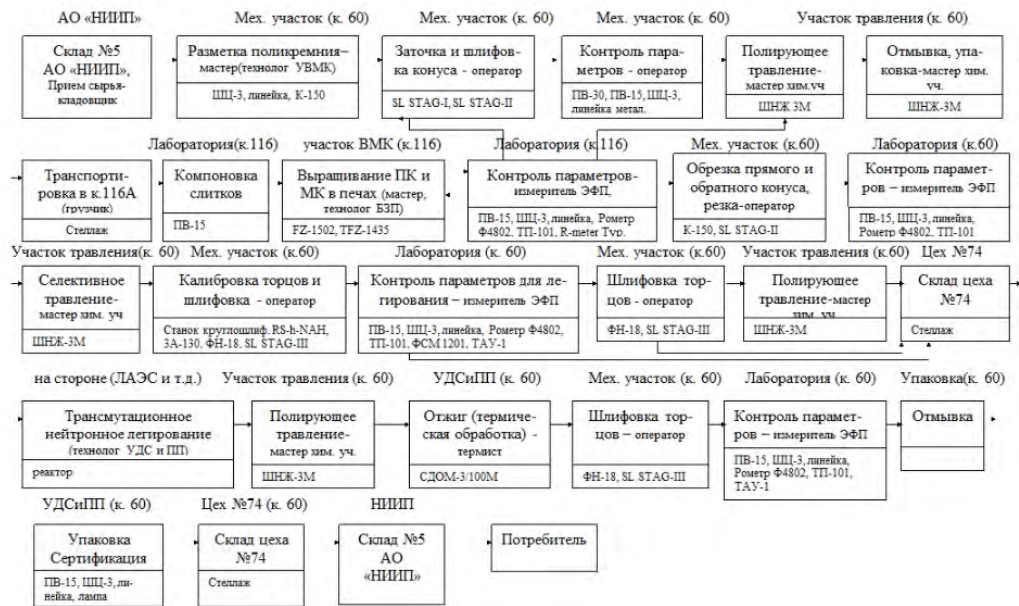 АО «НИИП» Мех. участок (к. 60) Мех. участок (к. 60) Мех. участок (к. 60) Участок травления (к. 60)
Склад №5
АО «НИИП»,
Прием сырья-
кладовщик
Разметка поликремния–
мастер(технолог УВМК)
ШЦ-3, линейка, К-150
Заточка и шлифов-
ка конуса - оператор
SL STAG-I, SL STAG-II
Контроль пара-
метров - оператор
ПВ-30, ПВ-15, ШЦ-3,
линейка метал.
Полирующее
травление-
мастер хим.уч
ШНЖ 3М
Отмывка, упа-
ковка-мастер хим.
уч.
ШНЖ-3М
Лаборатория(к.116) участок ВМК (к.116) Лаборатория(к.116) Мех. участок (к.60) Лаборатория(к.60)
Транспорти-
ровка в к.116А
(грузчик)
Стеллаж
Компоновка
слитков
ПВ-15
Выращивание ПК и
МК в печах (мастер,
технолог БЗП)
FZ-1502, TFZ-1435
Контроль параметров-
измеритель ЭФП,
ПВ-15, ШЦ-3, линейка, Рометр
Ф4802, ТП-101, R-meter Тур.
Обрезка прямого и
обратного конуса,
резка-оператор
К-150, SL STAG-II
Контроль парамет-
ров – измеритель ЭФП
ПВ-15, ШЦ-3, линейка,
Рометр Ф4802, ТП-101
Участок травления(к. 60) Мех. участок (к.60) Лаборатория (к.60) Мех. участок (к.60) Участок травления(к.60) Цех №74
Селективное
травление-
мастер хим. уч
ШНЖ-3М
Калибровка торцов и
шлифовка - оператор
Станок круглошлиф. RS-h-NAH,
3А-130, ФН-18, SL STAG-III
Контроль параметров для ле-
гирования – измеритель ЭФП
ПВ-15, ШЦ-3, линейка, Рометр Ф4802,
ТП-101, ФСМ 1201, ТАУ-1
Шлифовка тор-
цов - оператор
ФН-18, SL STAG-III
Полирующее
травление-мастер
хим. уч.
ШНЖ-3М
Склад цеха
№74
Стеллаж
на стороне (ЛАЭС и т.д.) Участок травления (к. 60) УДСиПП (к. 60) Мех. участок (к. 60) Лаборатория (к. 60) Упаковка(к. 60)
Трансмутационное
нейтронное легирование
(технолог УДС и ПП)
реактор
Полирующее
травление-
мастер хим. уч.
ШНЖ-3М
Отжиг (термиче-
ская обработка) -
термист
СДОМ-3/100М
Шлифовка тор-
цов – оператор
ФН-18, SL STAG-III
Контроль парамет-
ров – измеритель ЭФП
ПВ-15, ШЦ-3, линейка,
Рометр Ф4802, ТП-101,
ТАУ-1
Отмывка
УДСиПП (к. 60) Цех №74 (к. 60) НИИП
Упаковка
Сертификация
ПВ-15, ШЦ-3, ли-
нейка, лампа
Склад цеха
№74
Стеллаж
Склад №5
АО
«НИИП»
Потребитель